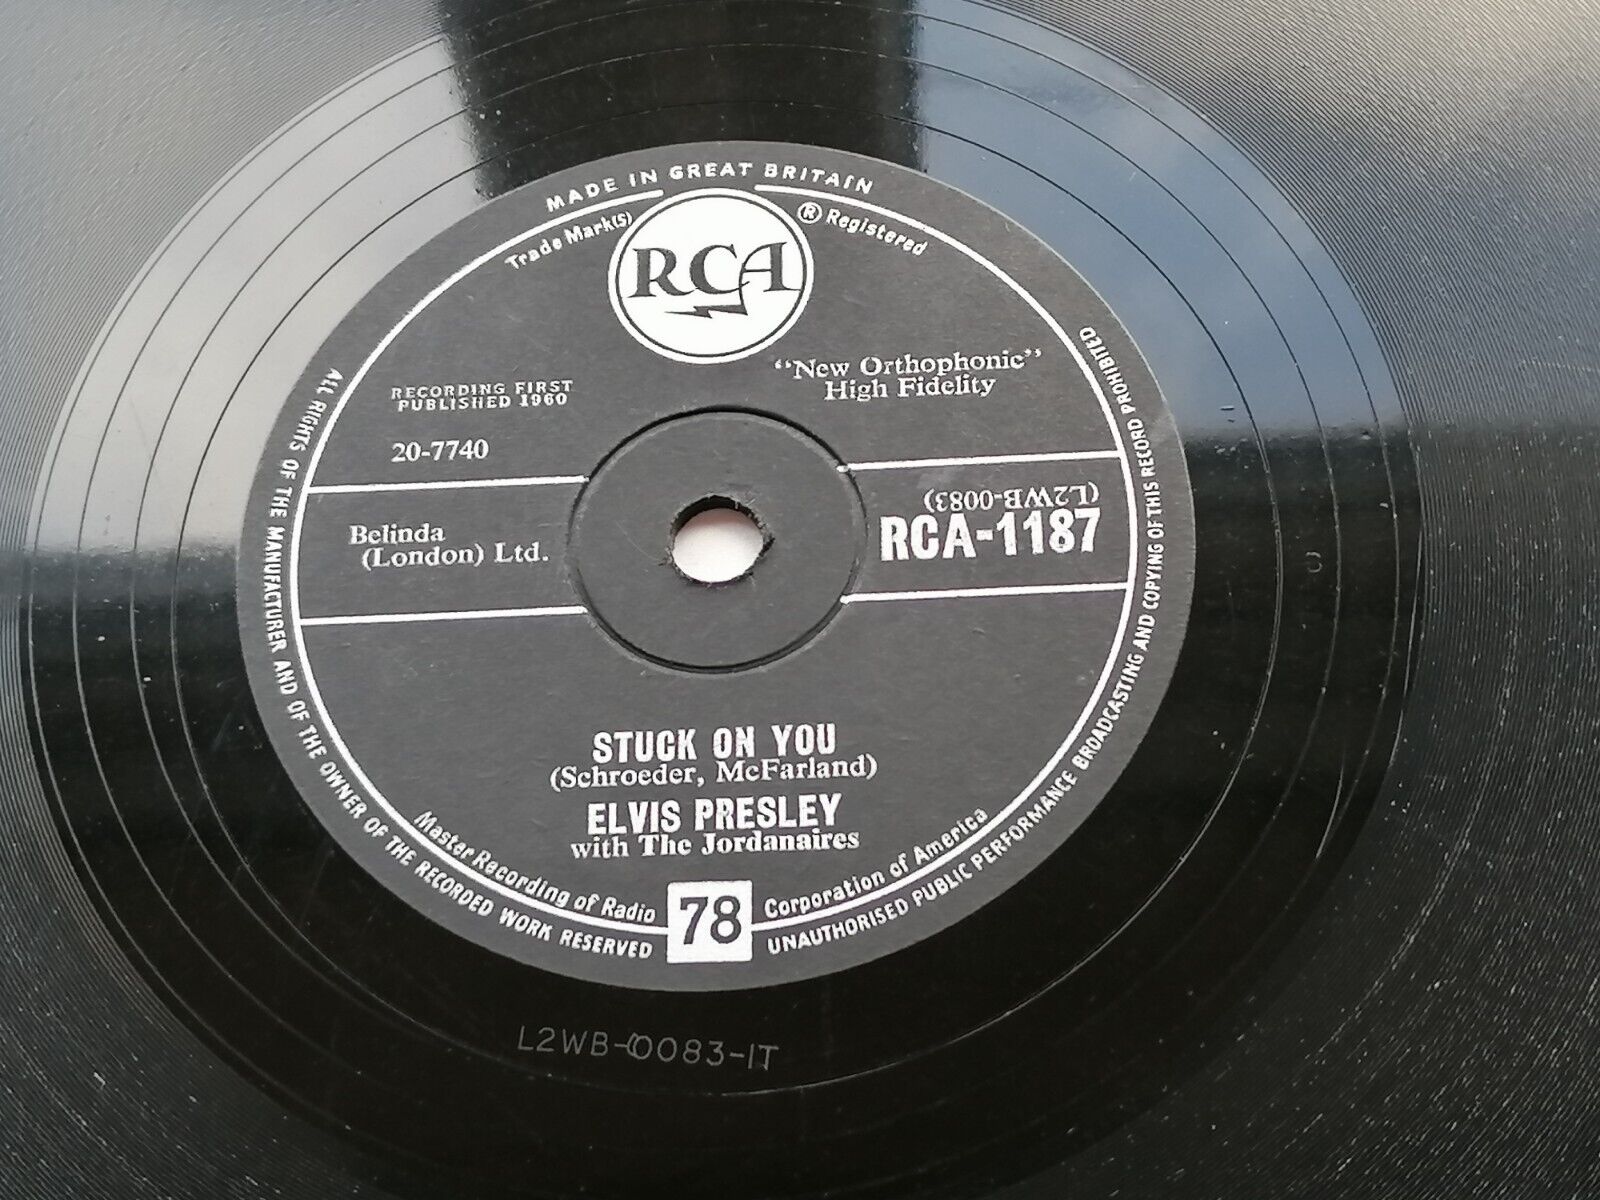 MADE IN GREAT BRITAIN
Trade Mark(s)
® Registered
RCA
"New Orthophonic"
High Fidelity
RECORDING FIRST
PUBLISHED 1960
20-7740
Belinda
(London) Ltd.
(L2WB-0083)
RCA-1187
STUCK ON YOU
(Schroeder, McFarland)
ELVIS PRESLEY
with The Jordanaires
Master Recording of Radio
78
Corporation of America
ALL RIGHTS OF THE MANUFACTURER AND OF THE OWNER OF THE RECORDED WORK RESERVED
UNAUTHORISED PUBLIC PERFORMANCE BROADCASTING AND COPYING OF THIS RECORD PROHIBITED
L2WB-0083-1T